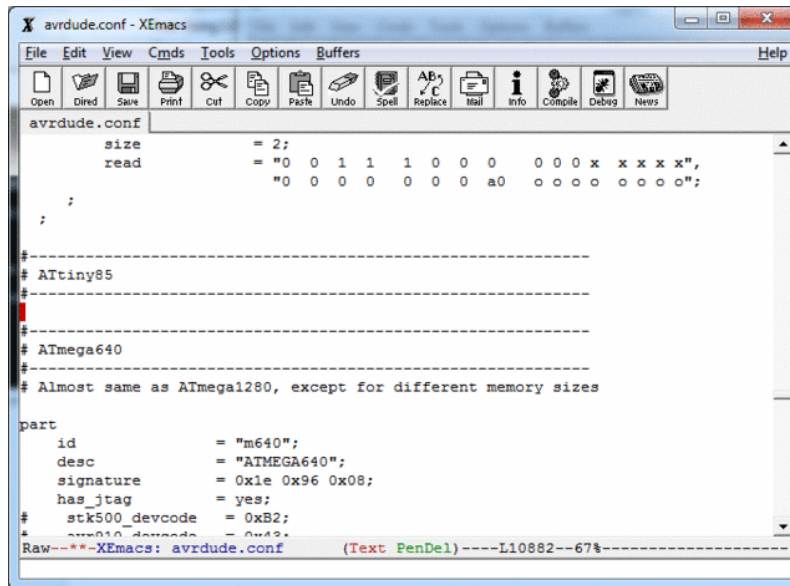 avrdude.conf - XEmacs
File Edit View Cmds Tools Options Buffers Help
Open Dired Save Print Cut Copy Paste Undo Spell Replace Mail Info Compile Debug News
avrdude.conf
size = 2;
read = "0 0 1 1 1 0 0 0 0 0 0 x x x x x",
"0 0 0 0 0 0 0 a0 o o o o o o o o";
;
;
#------------------------------------------------------------
# ATtiny85
#------------------------------------------------------------
#------------------------------------------------------------
# ATmega640
#------------------------------------------------------------
# Almost same as ATmega1280, except for different memory sizes
part
id = "m640";
desc = "ATMEGA640";
signature = 0x1e 0x96 0x08;
has_jtag = yes;
# stk500_devcode = 0xB2;
# avr910_devcode = 0x43;
Raw--**-XEmacs: avrdude.conf (Text PenDel)----L10882--67%--------------------